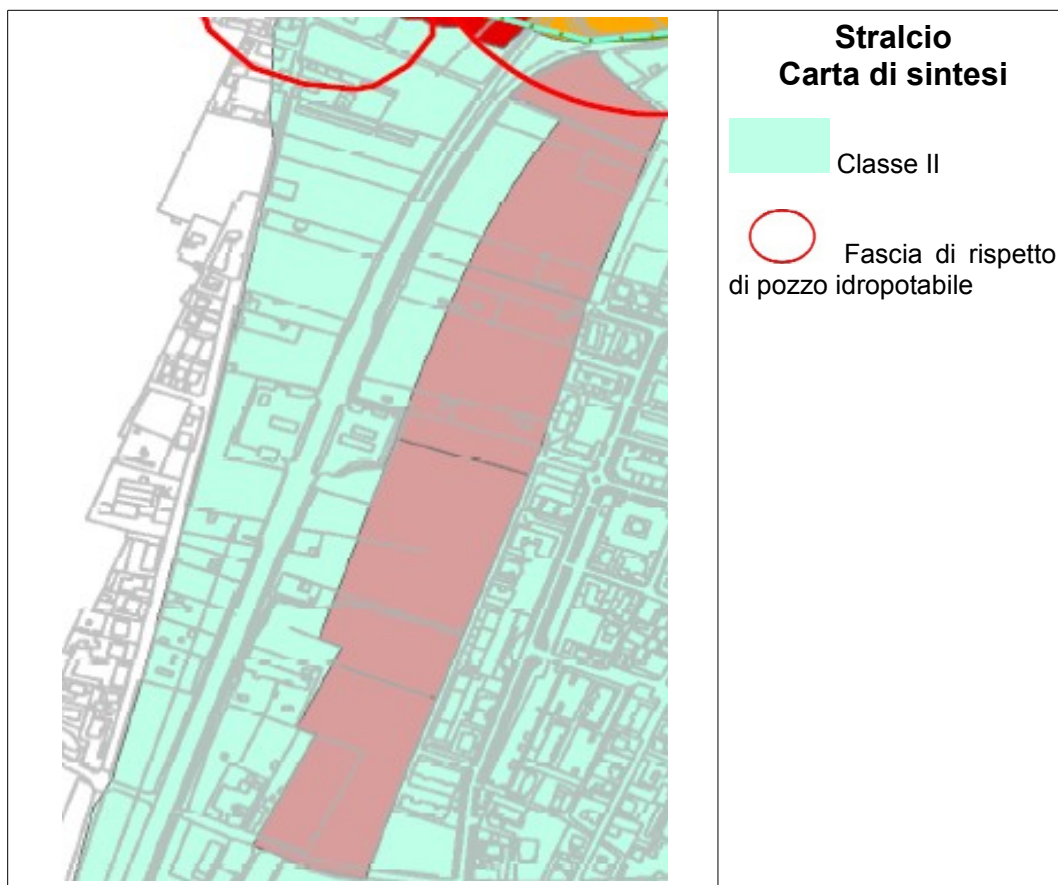 Stralcio
Carta di sintesi
Classe II
Fascia di rispetto
di pozzo idropotabile